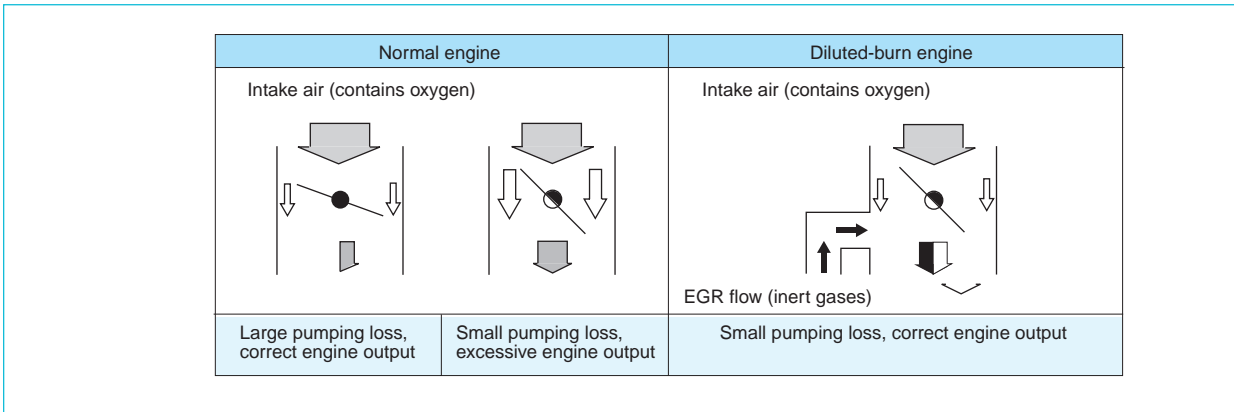 Normal engine
Diluted-burn engine
Intake air (contains oxygen)
Intake air (contains oxygen)
EGR flow (inert gases)
Large pumping loss,
correct engine output
Small pumping loss,
excessive engine output
Small pumping loss, correct engine output